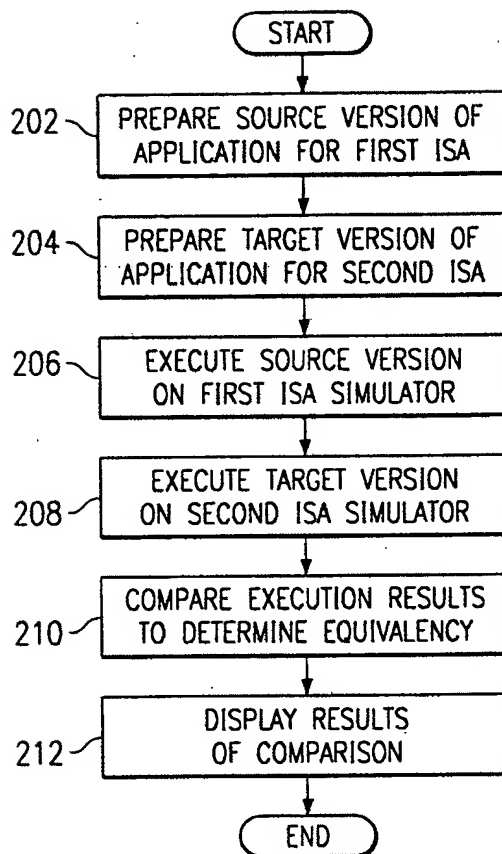 START
202
PREPARE SOURCE VERSION OF
APPLICATION FOR FIRST ISA
204
PREPARE TARGET VERSION OF
APPLICATION FOR SECOND ISA
206
EXECUTE SOURCE VERSION
ON FIRST ISA SIMULATOR
208
EXECUTE TARGET VERSION
ON SECOND ISA SIMULATOR
210
COMPARE EXECUTION RESULTS
TO DETERMINE EQUIVALENCY
212
DISPLAY RESULTS
OF COMPARISON
END